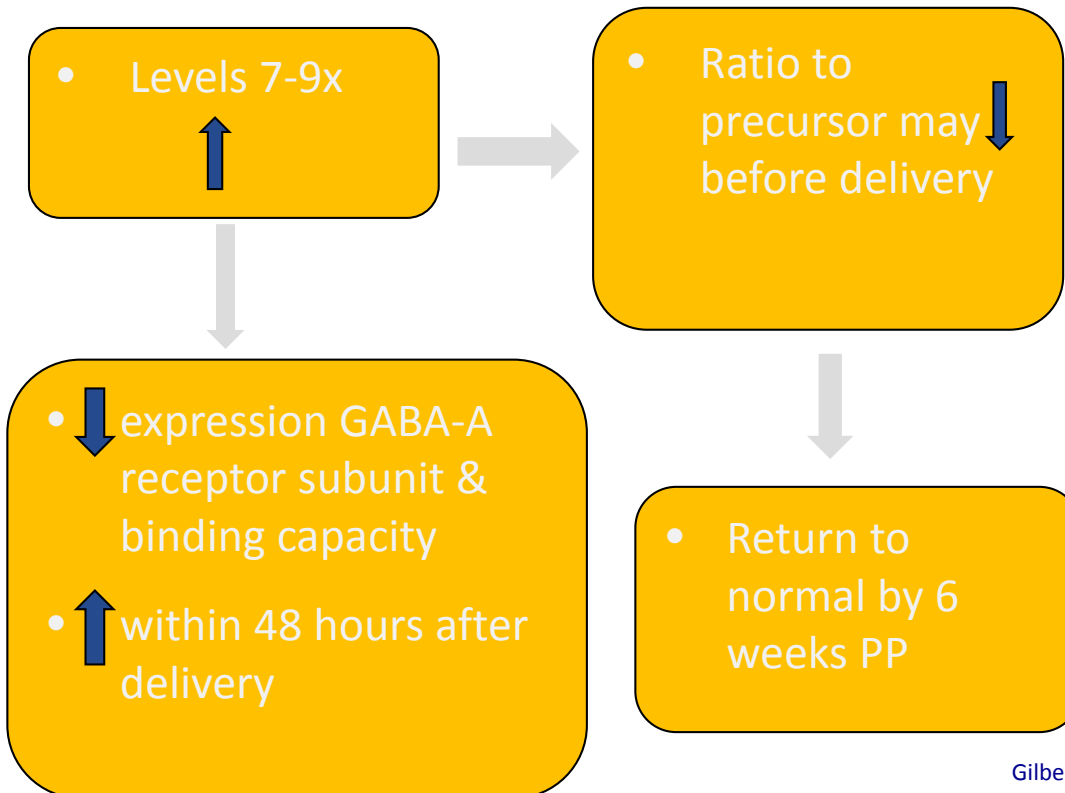 • Levels 7-9x
• Ratio to
precursor may
before delivery
• expression GABA-A
receptor subunit &
binding capacity
• within 48 hours after
delivery
• Return to
normal by 6
weeks PP
Gilbe